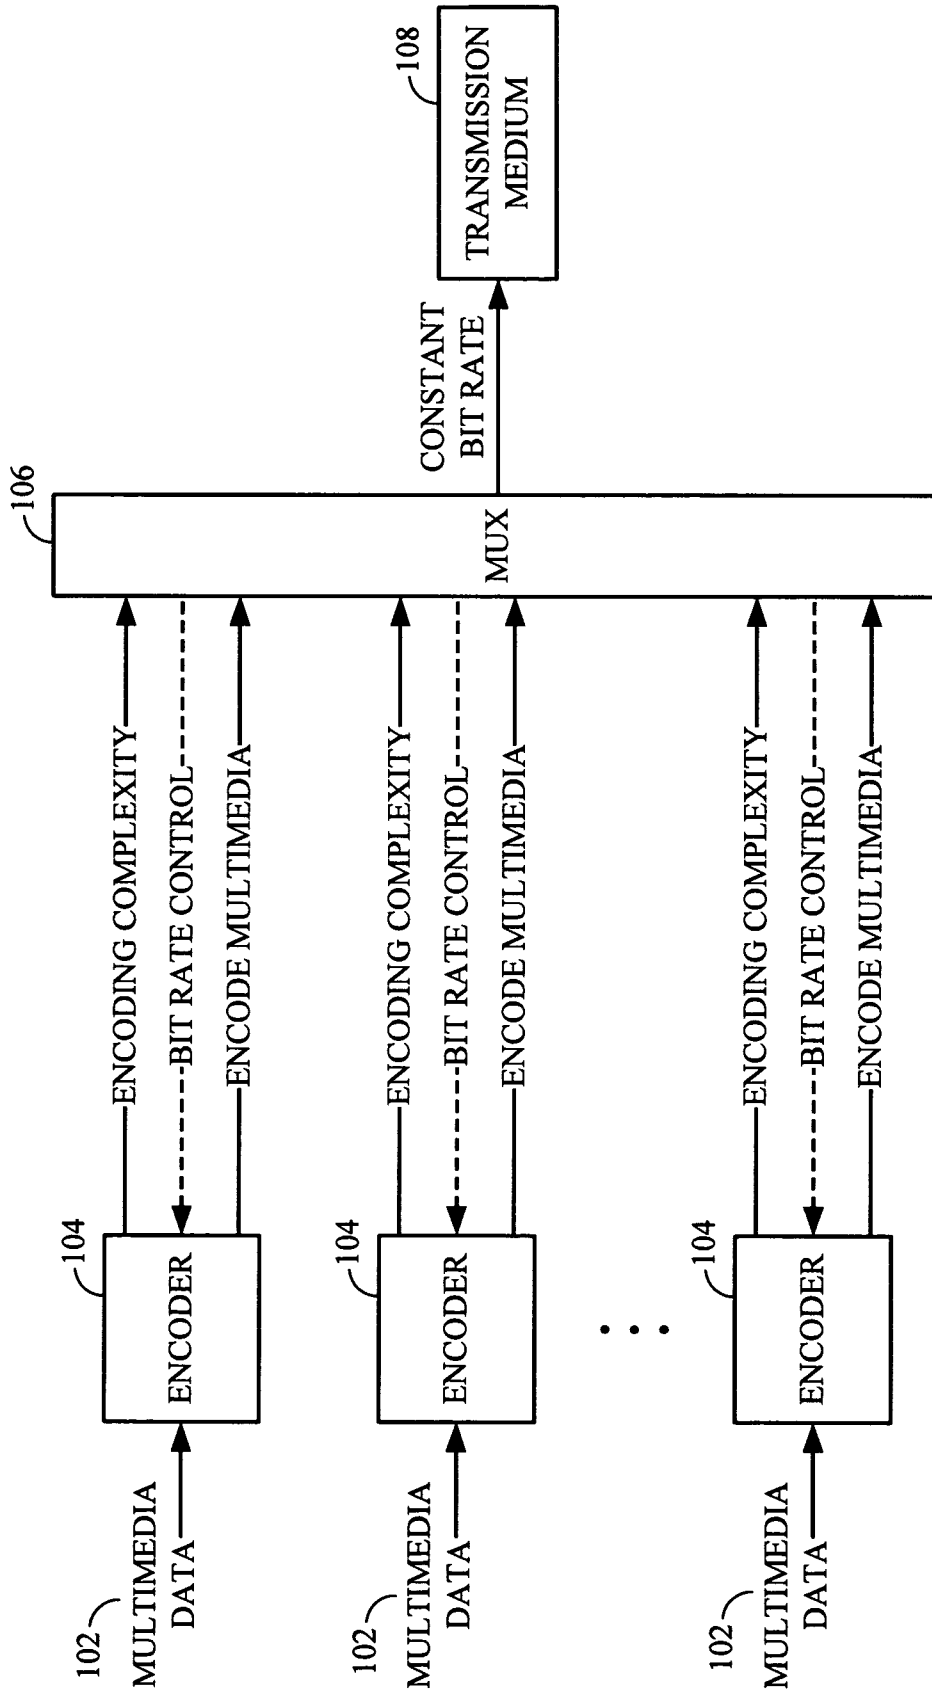 102
MULTIMEDIA
DATA
104
ENCODER
ENCODING COMPLEXITY
BIT RATE CONTROL
ENCODE MULTIMEDIA
102
MULTIMEDIA
DATA
104
ENCODER
ENCODING COMPLEXITY
BIT RATE CONTROL
ENCODE MULTIMEDIA
102
MULTIMEDIA
DATA
104
ENCODER
ENCODING COMPLEXITY
BIT RATE CONTROL
ENCODE MULTIMEDIA
106
MUX
CONSTANT
BIT RATE
108
TRANSMISSION
MEDIUM